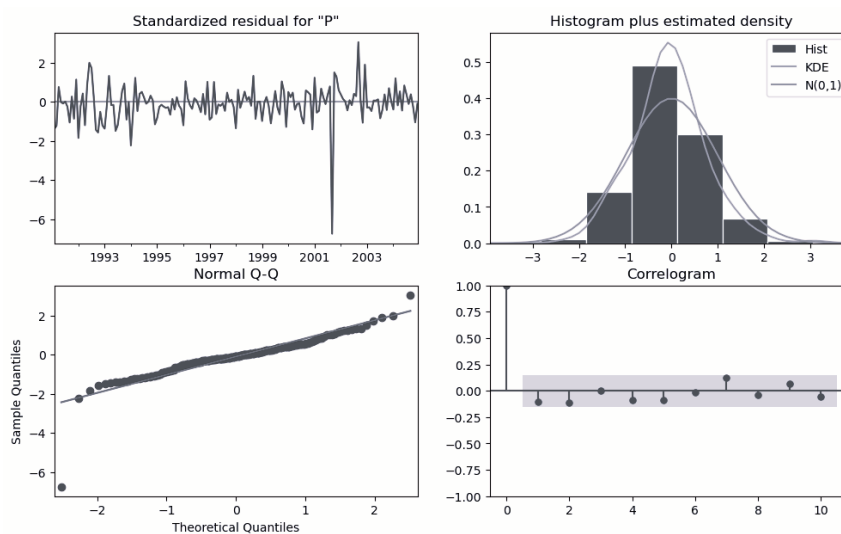 Standardized residual for "P"
2
0
−2
−4
−6
1993 1995 1997 1999 2001 2003
Histogram plus estimated density
Hist
KDE
N(0,1)
0.5
0.4
0.3
0.2
0.1
0.0
−3 −2 −1 0 1 2 3
Normal Q-Q
Sample Quantiles
2
0
−2
−4
−6
−2 −1 0 1 2
Theoretical Quantiles
Correlogram
1.00
0.75
0.50
0.25
0.00
−0.25
−0.50
−0.75
−1.00
0 2 4 6 8 10